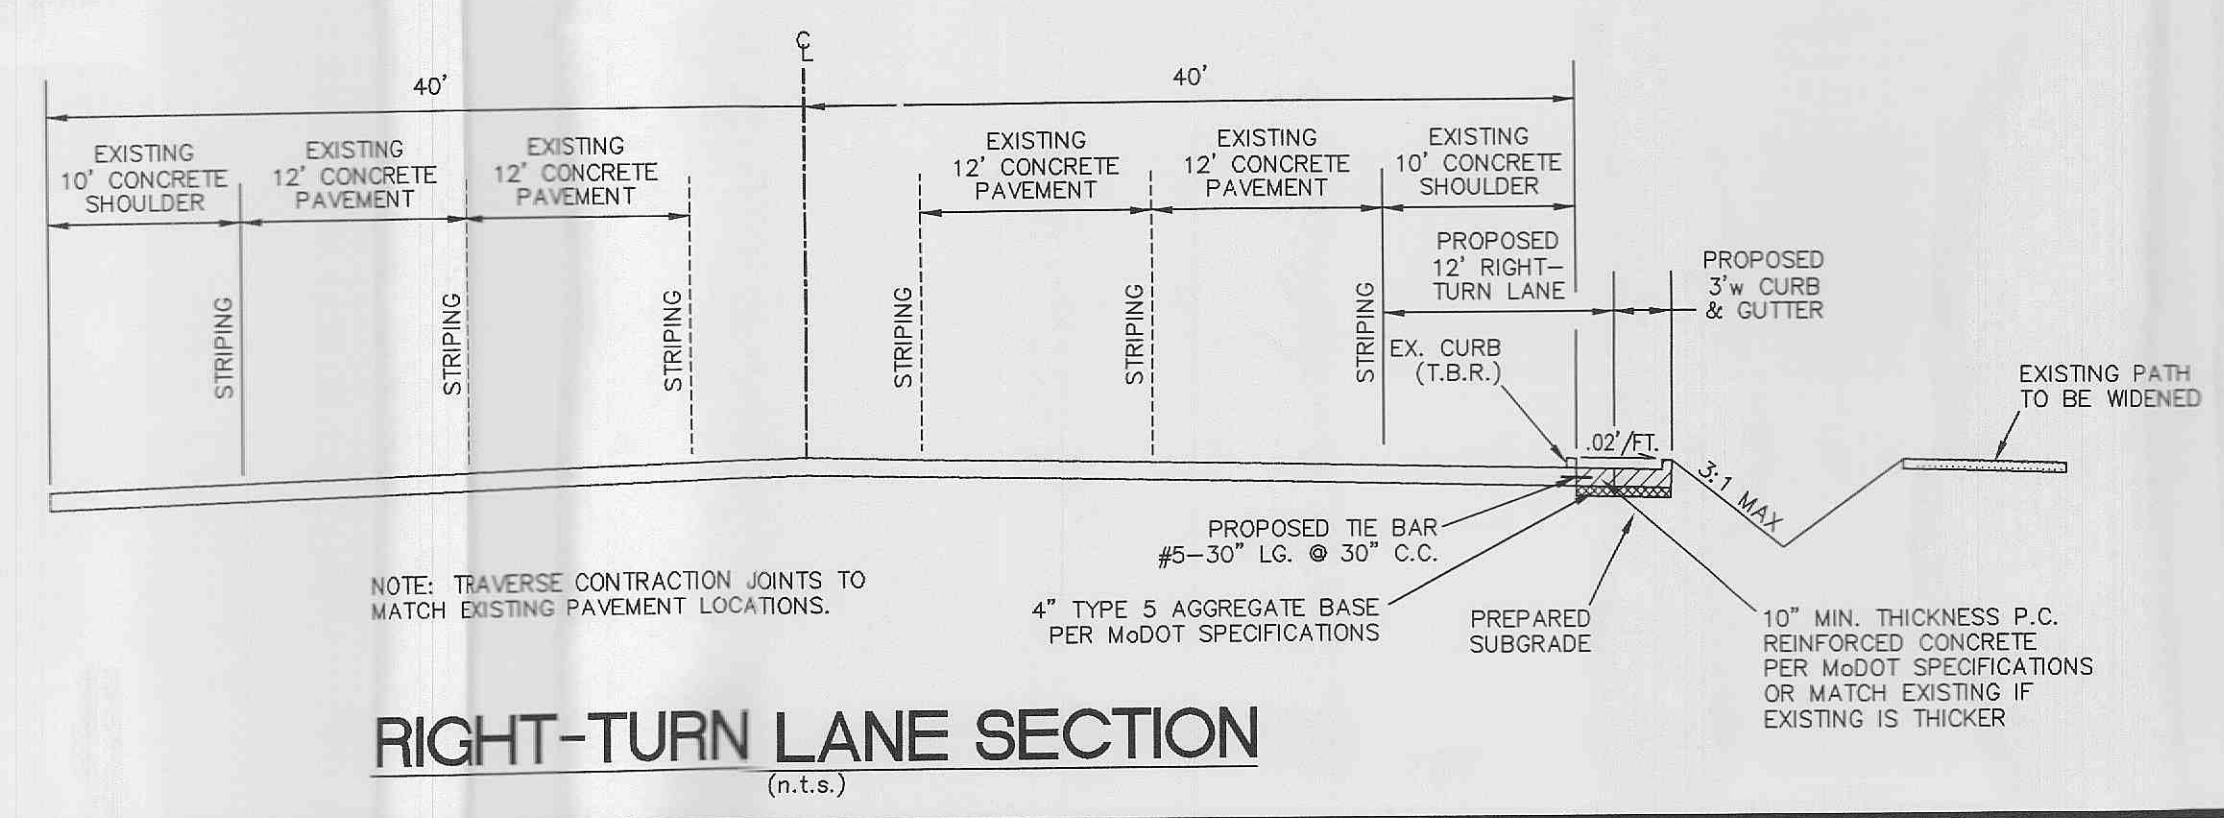 ℄
40'
40'
EXISTING
10' CONCRETE
SHOULDER
EXISTING
12' CONCRETE
PAVEMENT
EXISTING
12' CONCRETE
PAVEMENT
EXISTING
12' CONCRETE
PAVEMENT
EXISTING
12' CONCRETE
PAVEMENT
EXISTING
10' CONCRETE
SHOULDER
PROPOSED
12' RIGHT-
TURN LANE
PROPOSED
3'w CURB
& GUTTER
STRIPING
STRIPING
STRIPING
STRIPING
STRIPING
STRIPING
EX. CURB
(T.B.R.)
EXISTING PATH
TO BE WIDENED
.02'/FT.
3:1 MAX
PROPOSED TIE BAR
#5-30" LG. @ 30" C.C.
NOTE: TRAVERSE CONTRACTION JOINTS TO
MATCH EXISTING PAVEMENT LOCATIONS.
4" TYPE 5 AGGREGATE BASE
PER MoDOT SPECIFICATIONS
PREPARED
SUBGRADE
10" MIN. THICKNESS P.C.
REINFORCED CONCRETE
PER MoDOT SPECIFICATIONS
OR MATCH EXISTING IF
EXISTING IS THICKER
RIGHT-TURN LANE SECTION
(n.t.s.)